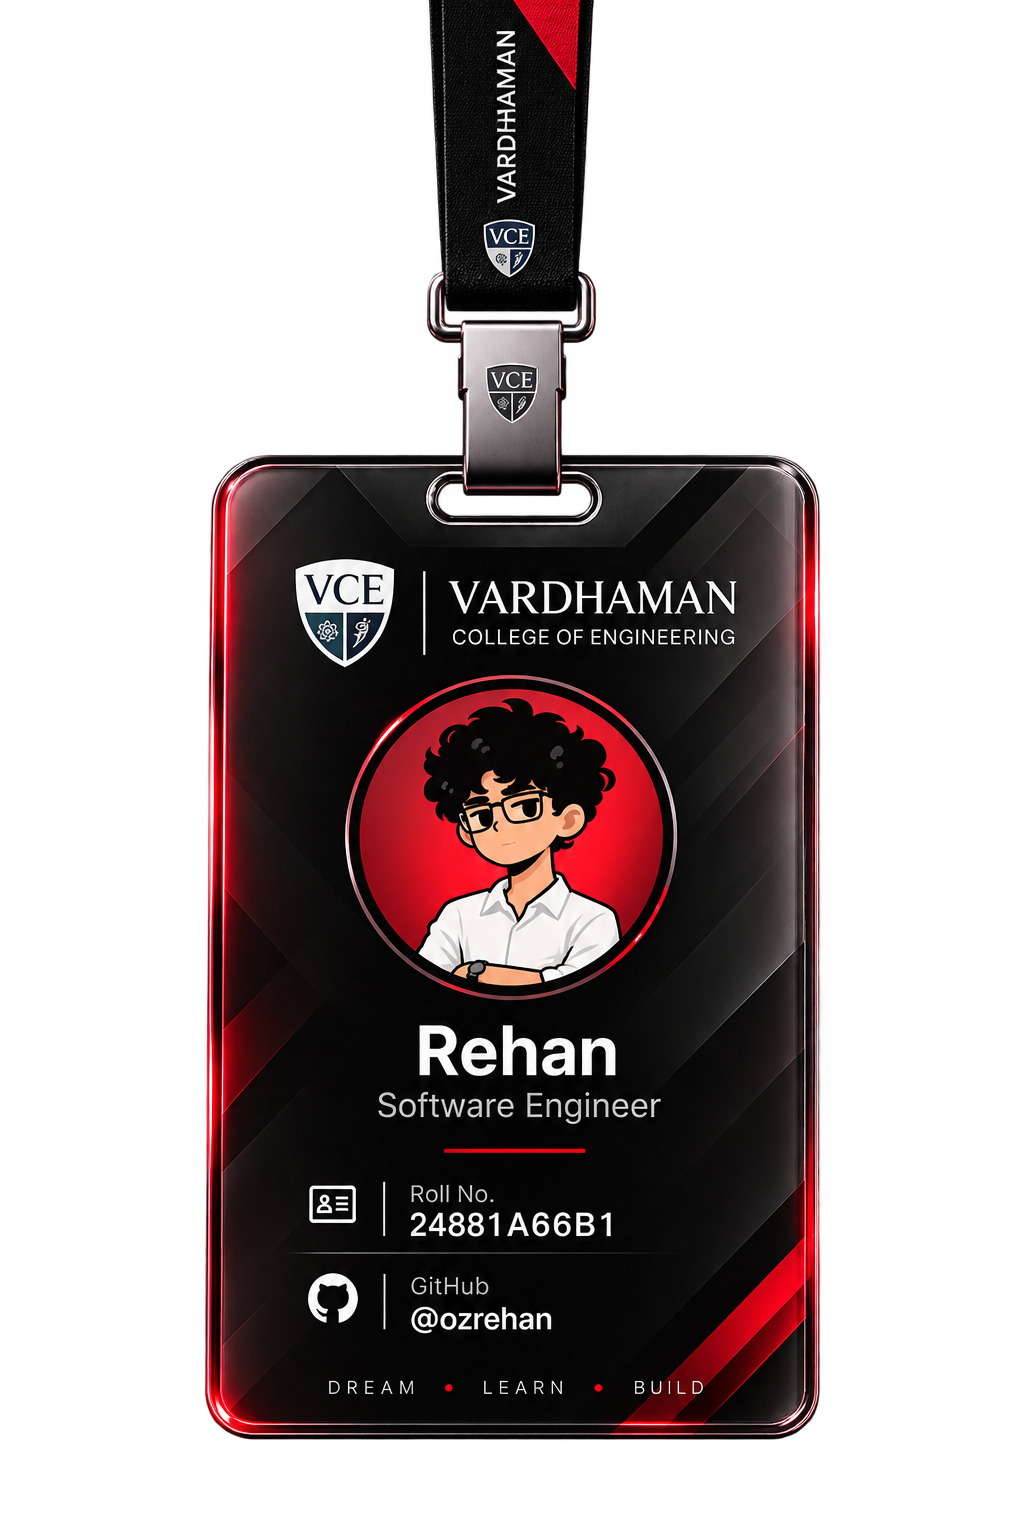 VARDHAMAN
VCE
VCE
VCE
VARDHAMAN
COLLEGE OF ENGINEERING
Rehan
Software Engineer
Roll No.
24881A66B1
GitHub
@ozrehan
DREAM • LEARN • BUILD